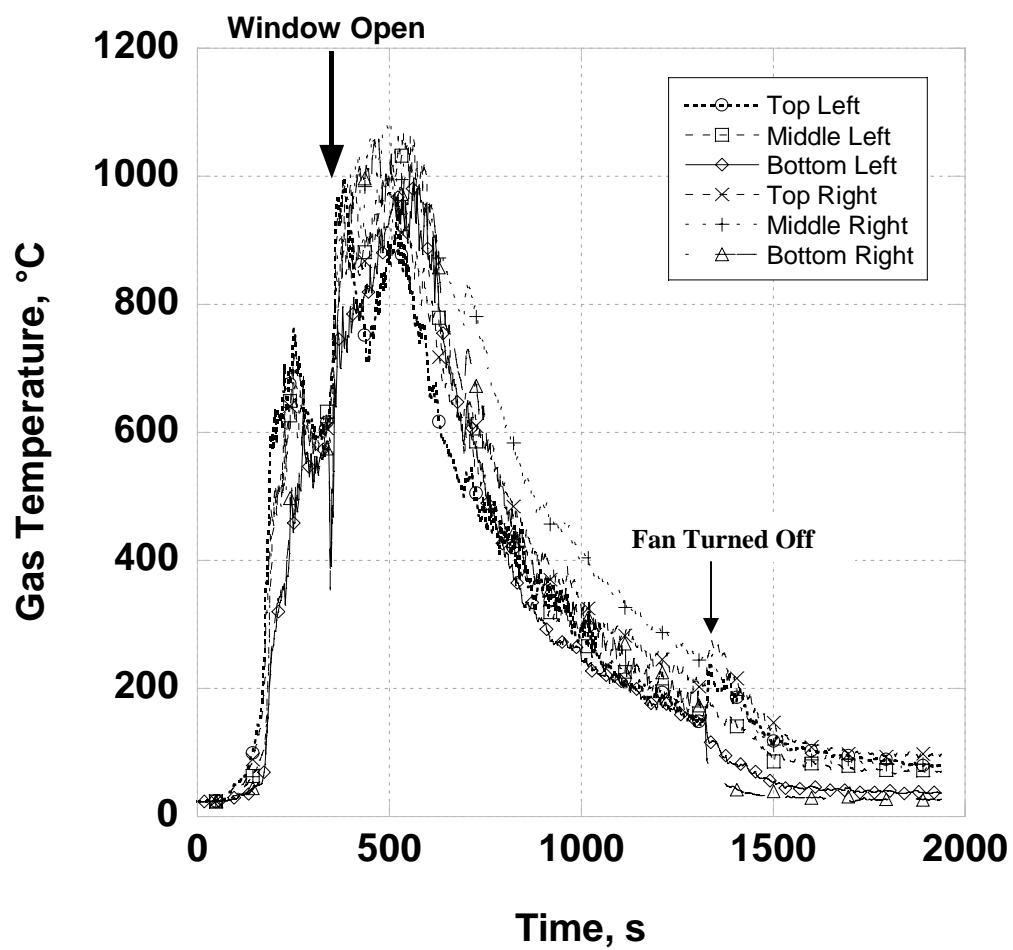 Window Open
1200
1000
800
600
400
200
0
Gas Temperature, °C
Top Left
Middle Left
Bottom Left
Top Right
Middle Right
Bottom Right
Fan Turned Off
0 500 1000 1500 2000
Time, s